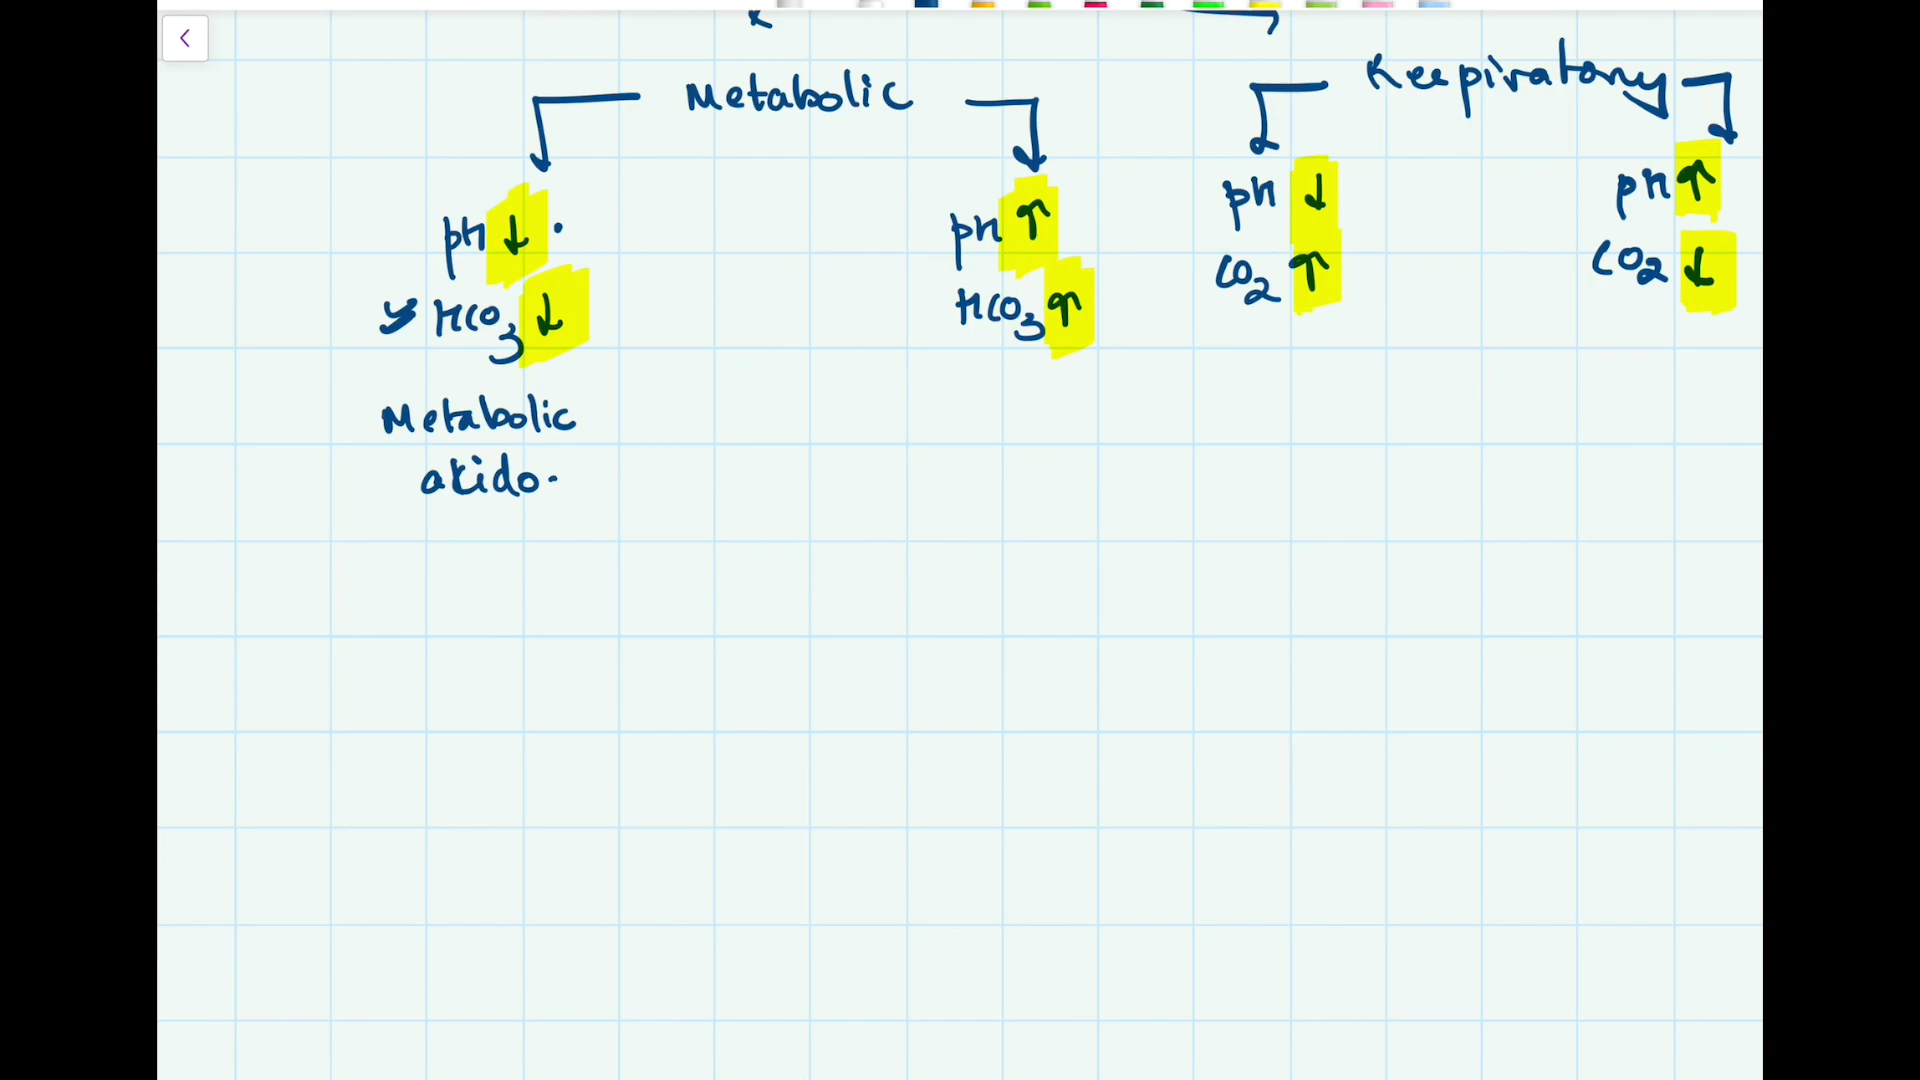 Metabolic
Respiratory
pH ↓ .
HCO3 ↓
pH ↑
HCO3 ↑
pH ↓
CO2 ↑
pH ↑
CO2 ↓
Metabolic
acido.